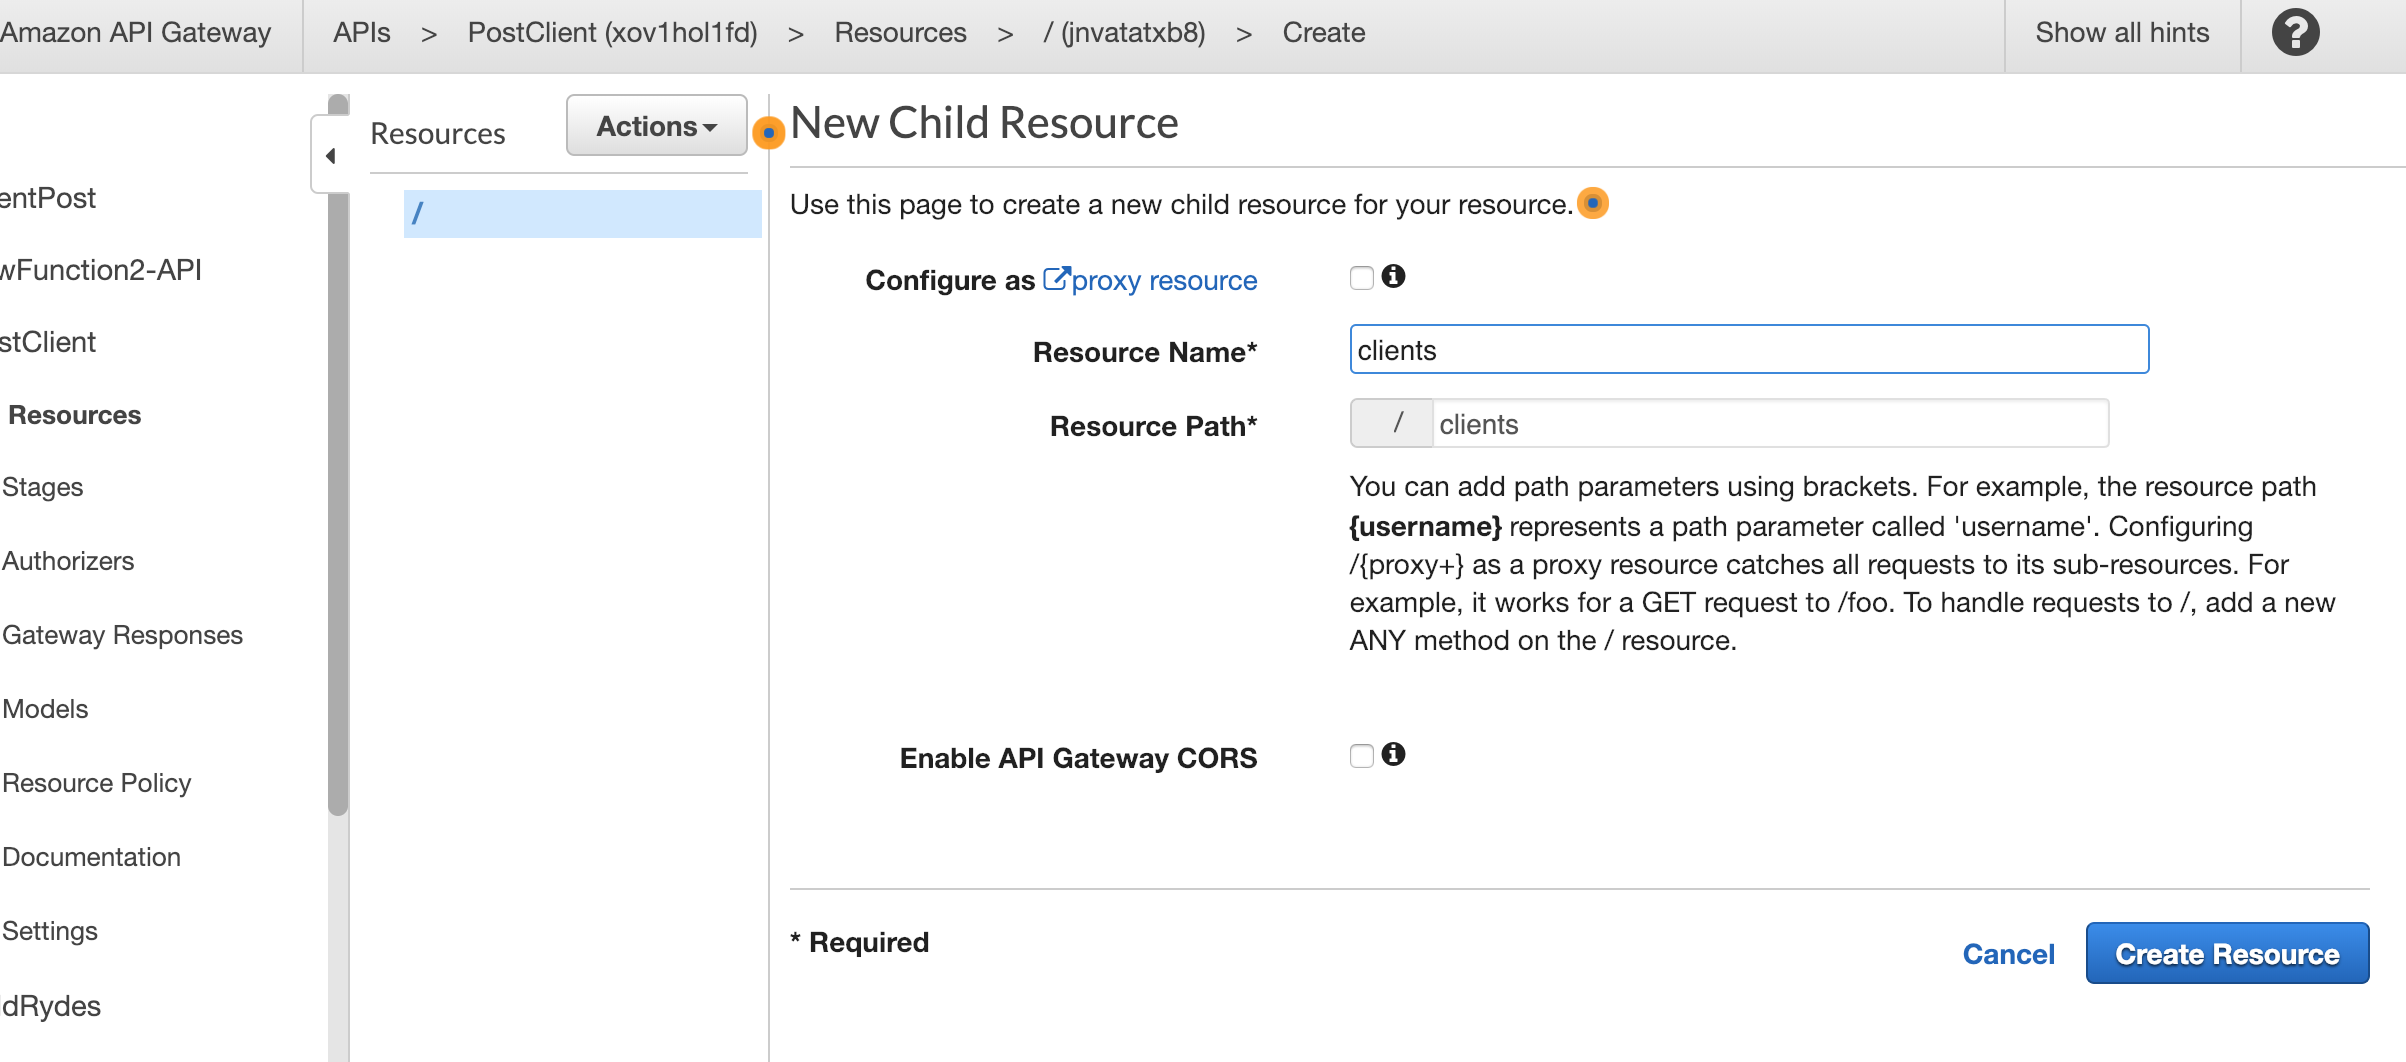 Amazon API Gateway
APIs > PostClient (xov1hol1fd) > Resources > / (jnvatatxb8) > Create
Show all hints
?
entPost
wFunction2-API
stClient
Resources
Stages
Authorizers
Gateway Responses
Models
Resource Policy
Documentation
Settings
dRydes
Resources
Actions
/
New Child Resource
Use this page to create a new child resource for your resource.
Configure as proxy resource
Resource Name*
clients
Resource Path*
/ clients
You can add path parameters using brackets. For example, the resource path
{username} represents a path parameter called 'username'. Configuring
/{proxy+} as a proxy resource catches all requests to its sub-resources. For
example, it works for a GET request to /foo. To handle requests to /, add a new
ANY method on the / resource.
Enable API Gateway CORS
* Required
Cancel
Create Resource